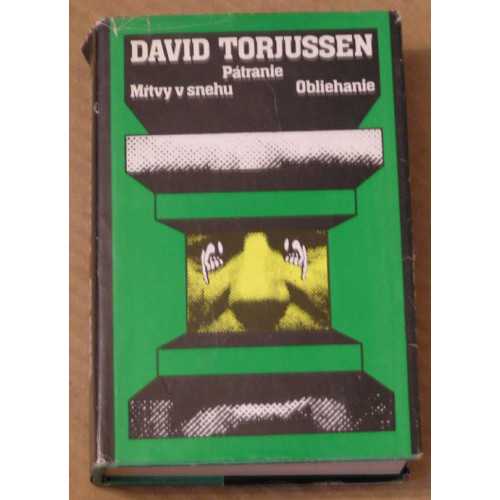 DAVID TORJUSSEN
Pátranie
Mŕtvy v snehu Obliehanie